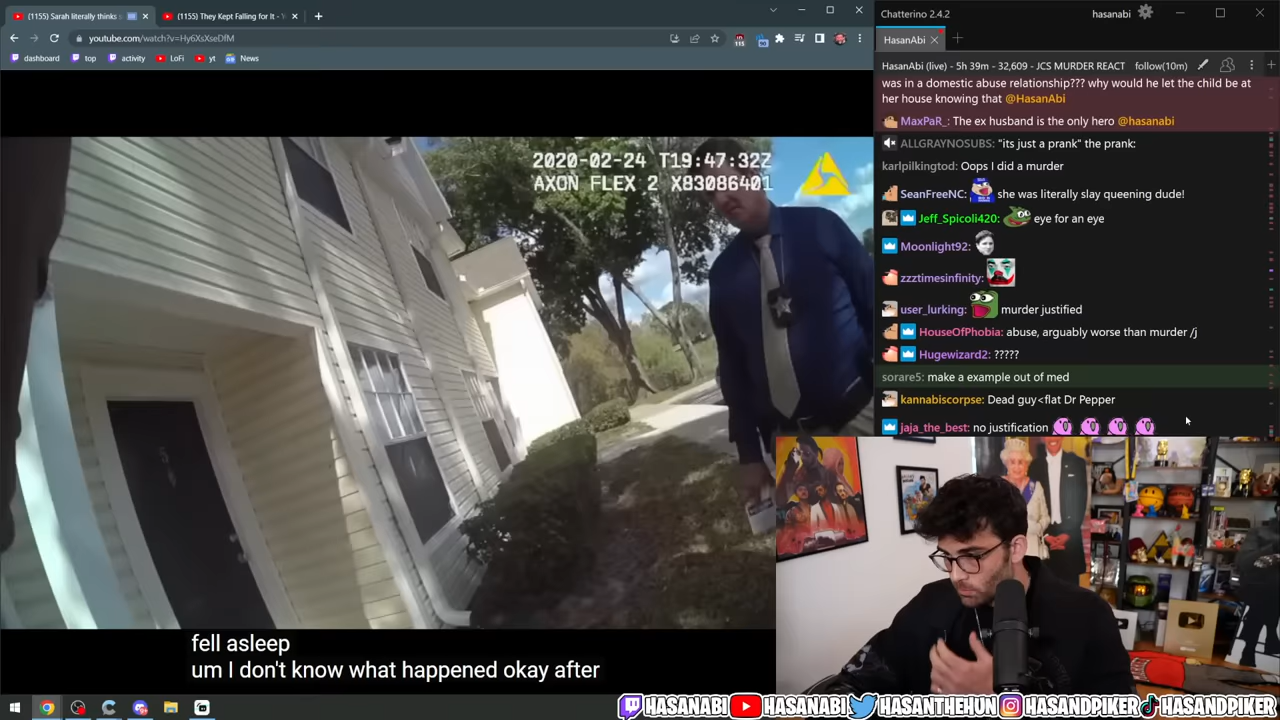 (1155) Sarah literally thinks
(1155) They Kept Falling for It - Y
youtube.com/watch?v=Hy6XsXseDfM
dashboard
top
activity
LoFi
yt
News
2020-02-24 T19:47:32Z
AXON FLEX 2 X83086401
fell asleep
um I don't know what happened okay after
Chatterino 2.4.2
hasanabi
HasanAbi
HasanAbi (live) - 5h 39m - 32,609 - JCS MURDER REACT
follow(10m)
was in a domestic abuse relationship??? why would he let the child be at
her house knowing that @HasanAbi
MaxPaR_: The ex husband is the only hero @hasanabi
ALLGRAYNOSUBS: "its just a prank" the prank:
karlpilkingtod: Oops I did a murder
SeanFreeNC: she was literally slay queening dude!
Jeff_Spicoli420: eye for an eye
Moonlight92:
zzztimesinfinity:
user_lurking: murder justified
HouseOfPhobia: abuse, arguably worse than murder /j
Hugewizard2: ?????
sorare5: make a example out of med
kannabiscorpse: Dead guy<flat Dr Pepper
jaja_the_best: no justification
HASANABI
HASANABI
HASANTHEHUN
HASANDPIKER
HASANDPIKER